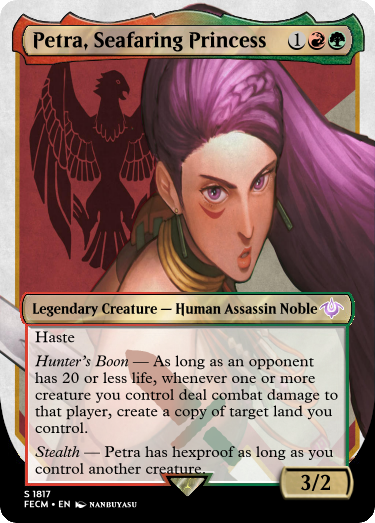 Petra, Seafaring Princess 1
Legendary Creature — Human Assassin Noble
Haste
Hunter's Boon — As long as an opponent
has 20 or less life, whenever one or more
creature you control deal combat damage to
that player, create a copy of target land you
control.
Stealth — Petra has hexproof as long as you
control another creature.
3/2
S 1817
FECM • EN NANBUYASU